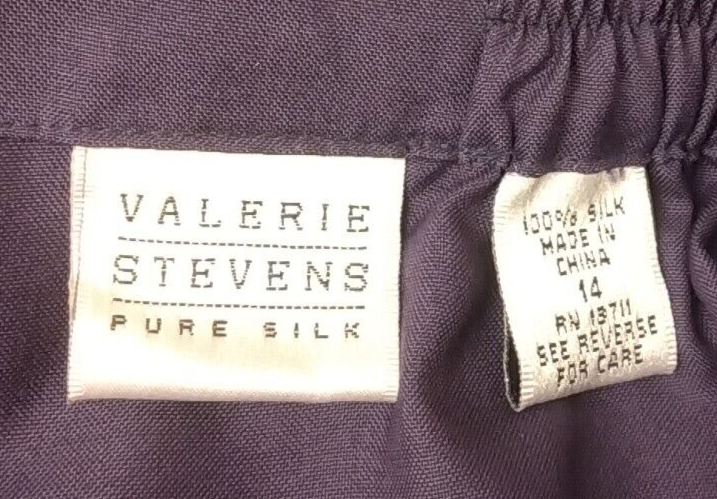 VALERIE
STEVENS
PURE SILK
100% SILK
MADE IN
CHINA
14
RN 13711
SEE REVERSE
FOR CARE